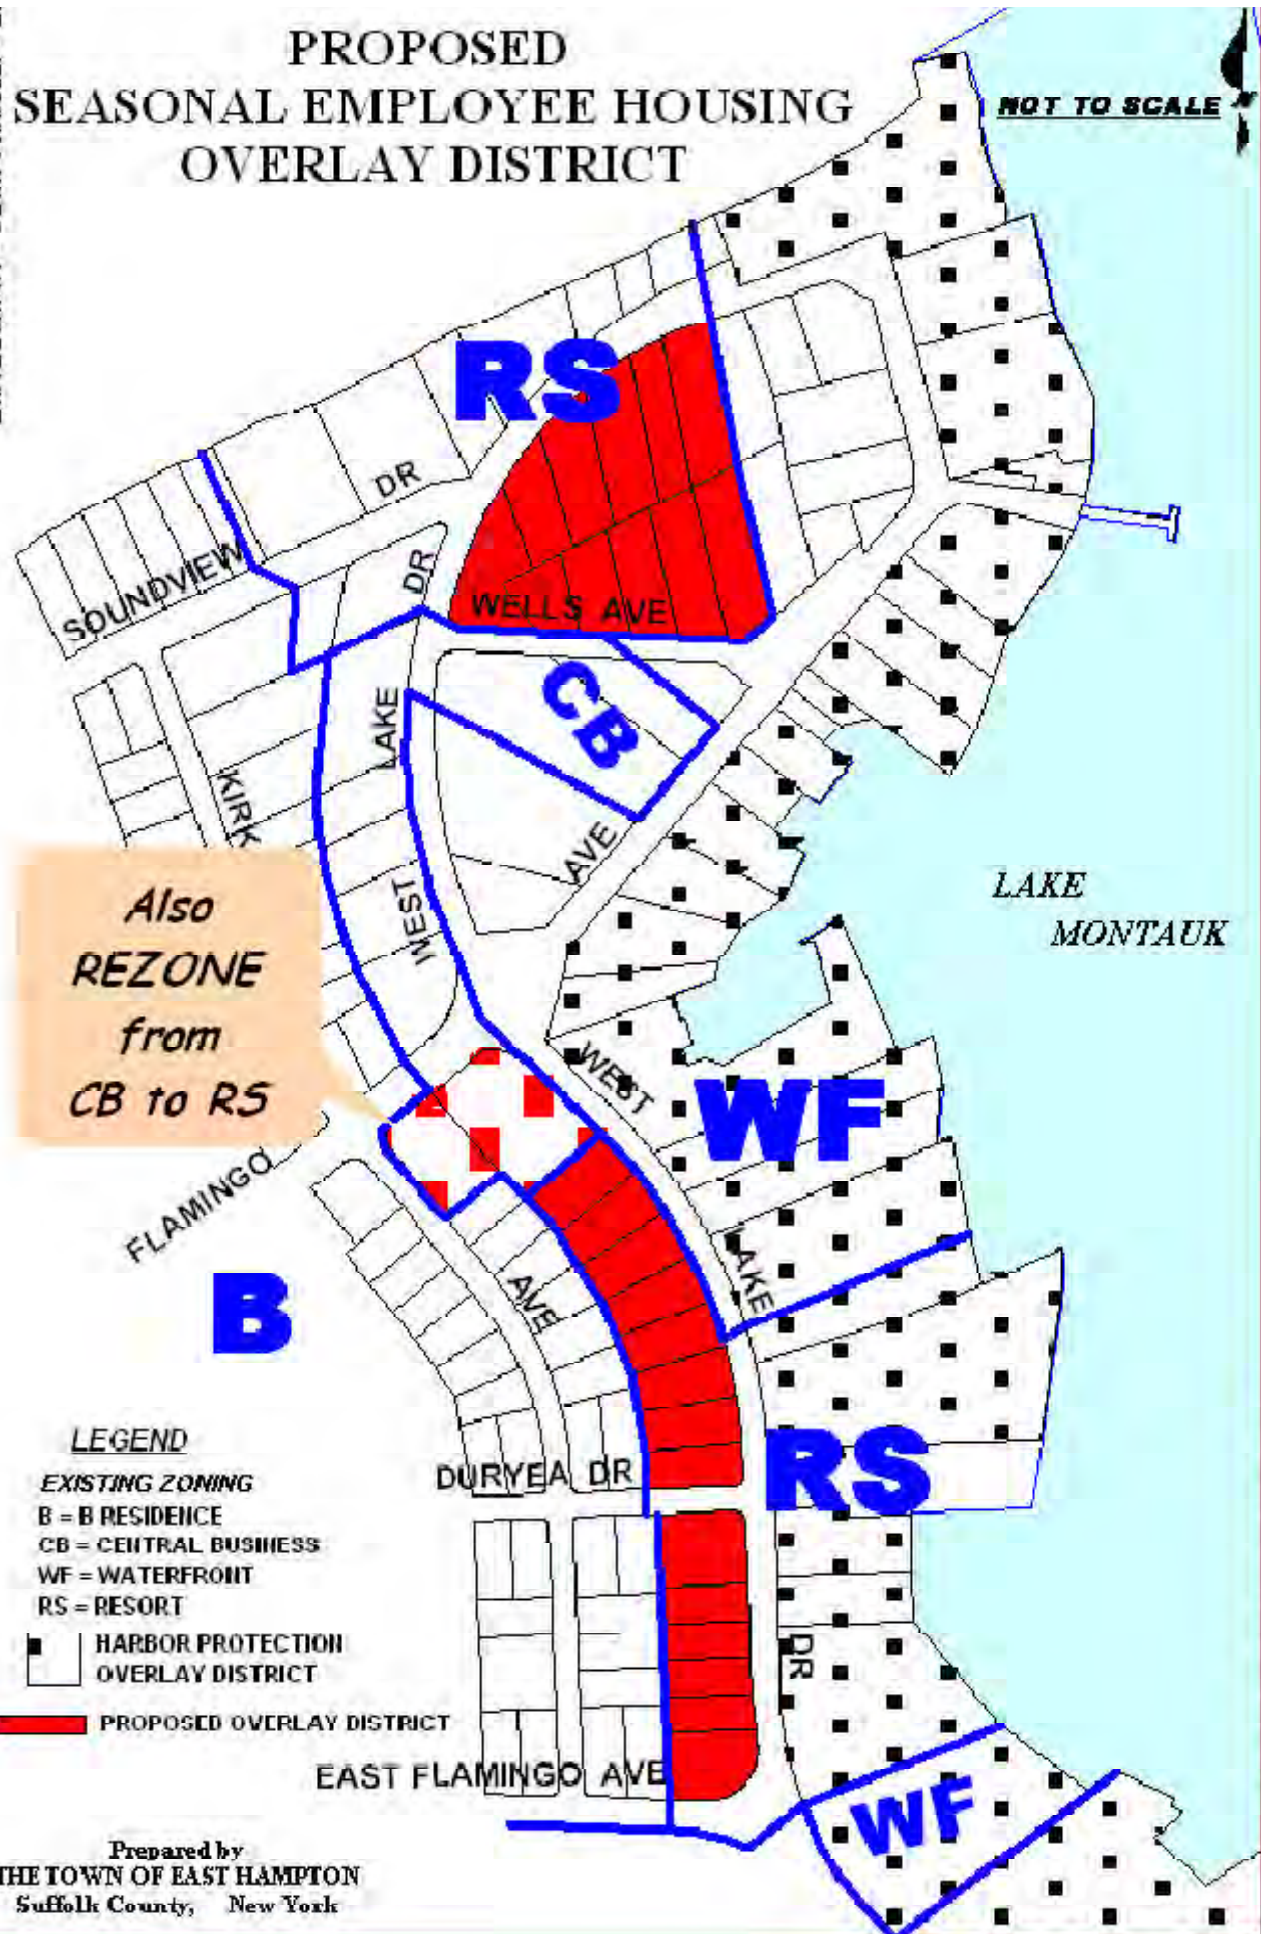 PROPOSED
SEASONAL EMPLOYEE HOUSING
OVERLAY DISTRICT
NOT TO SCALE
N
RS
DR
SOUNDVIEW
DR
WELLS AVE
CB
LAKE
KIRK
AVE
WEST
LAKE
MONTAUK
Also
REZONE
from
CB to RS
WEST
WF
FLAMINGO
LAKE
B
AVE
RS
DURYEA DR
LEGEND
EXISTING ZONING
B = B RESIDENCE
CB = CENTRAL BUSINESS
WF = WATERFRONT
RS = RESORT
HARBOR PROTECTION
OVERLAY DISTRICT
DR
PROPOSED OVERLAY DISTRICT
EAST FLAMINGO AVE
WF
Prepared by
THE TOWN OF EAST HAMPTON
Suffolk County, New York